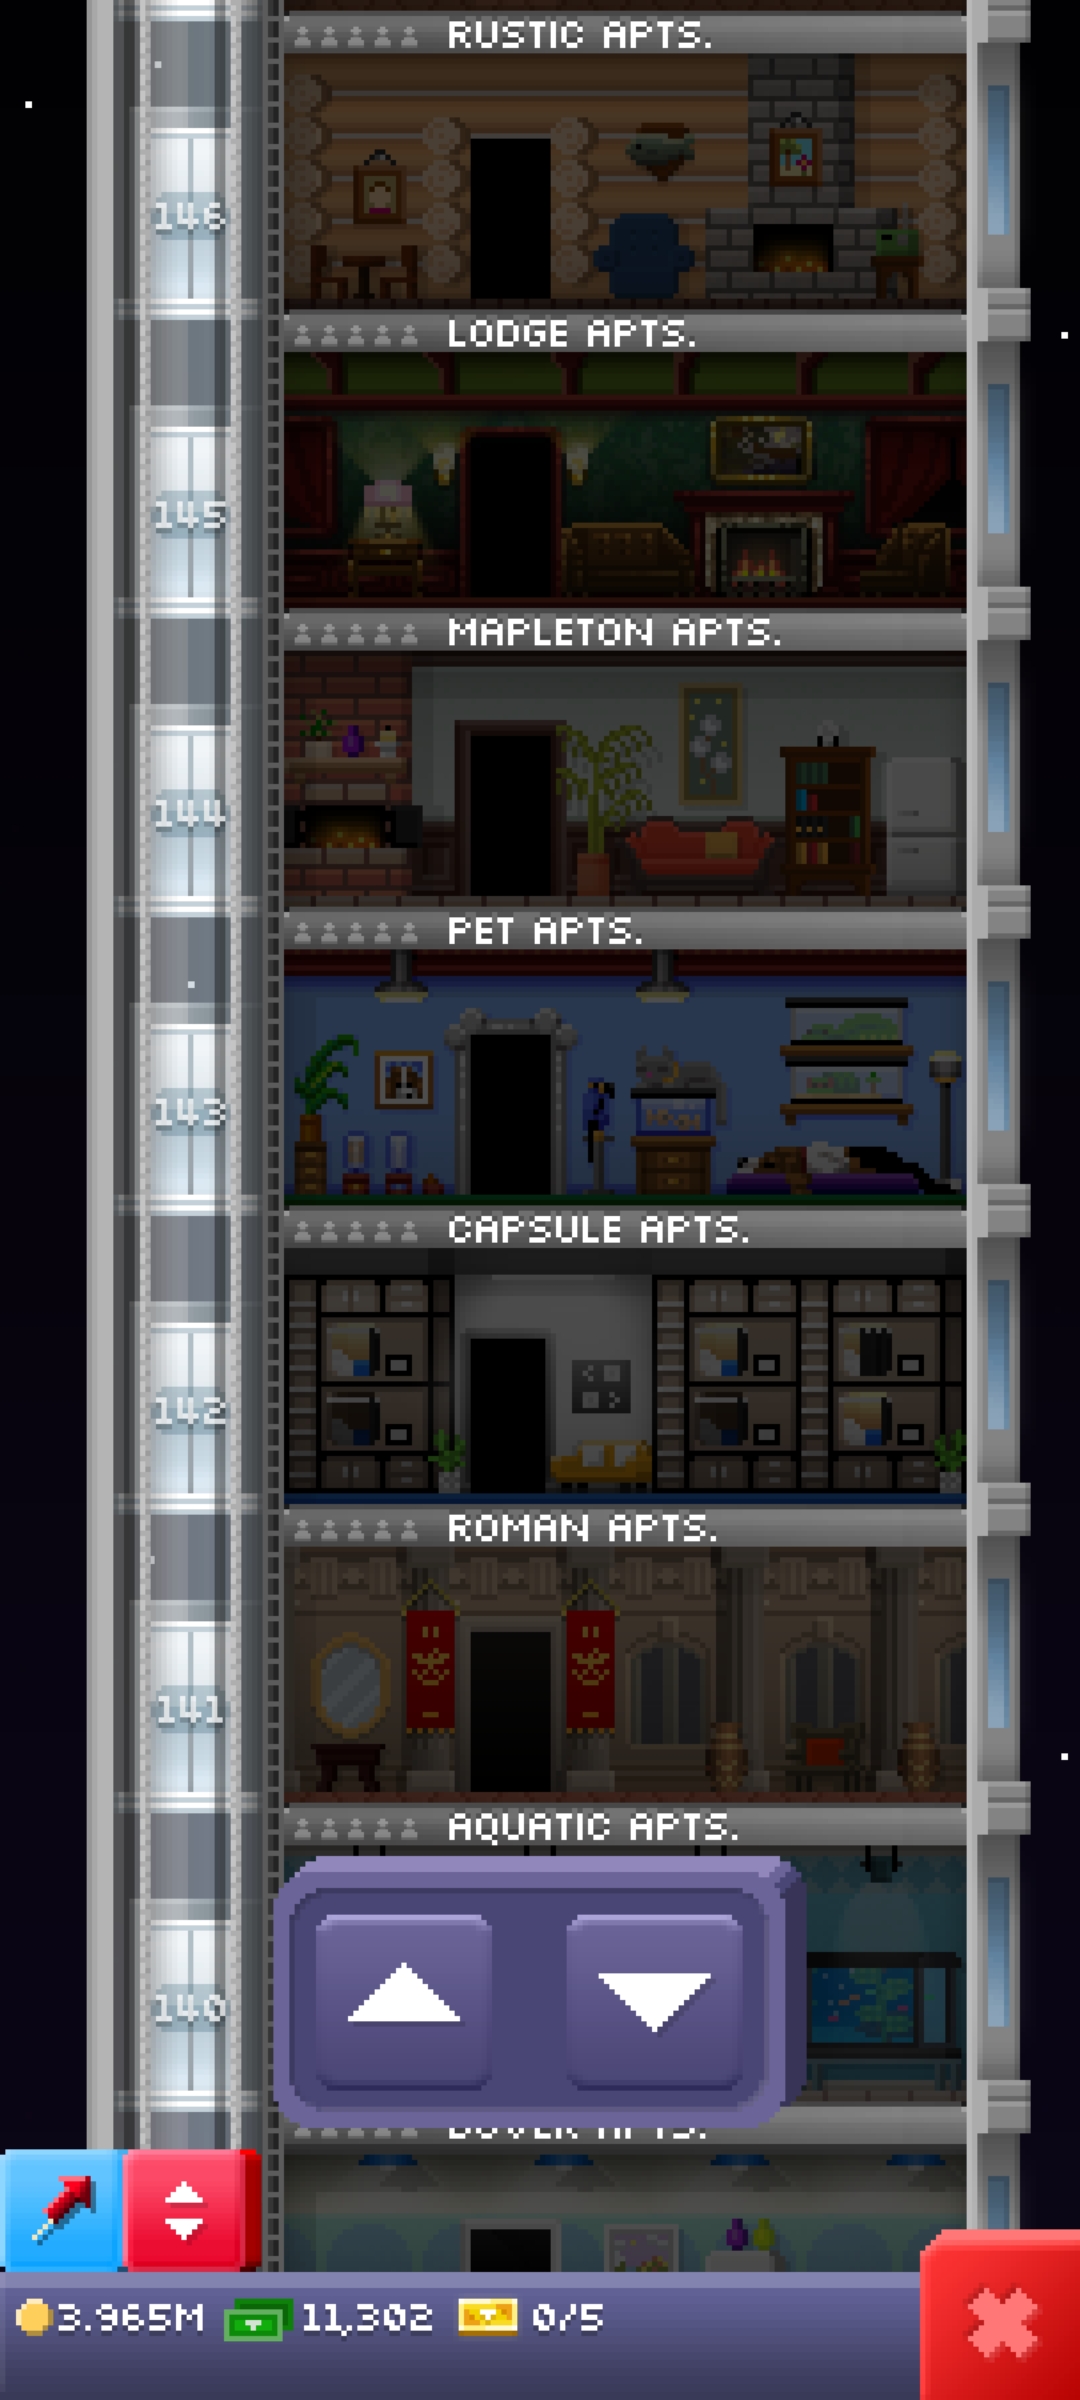 RUSTIC APTS.
146
LODGE APTS.
145
MAPLETON APTS.
144
PET APTS.
143
CAPSULE APTS.
142
ROMAN APTS.
141
AQUATIC APTS.
140
APTS.
3.965M 11,302 0/5